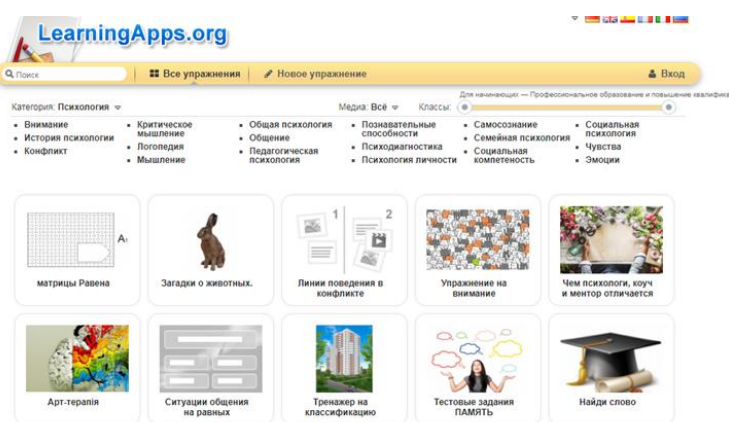 LearningApps.org
Поиск
Все упражнения
Новое упражнение
Вход
Для начинающих — Профессиональное образование и повышение квалифика
Категория: Психология
Медиа: Всё
Классы:
Внимание
История психологии
Конфликт
Критическое
мышление
Логопедия
Мышление
Общая психология
Общение
Педагогическая
психология
Познавательные
способности
Психодиагностика
Психология личности
Самосознание
Семейная психология
Социальная
компетеность
Социальная
психология
Чувства
Эмоции
1 2
матрицы Равена
Загадки о животных.
Линии поведения в
конфликте
Упражнение на
внимание
Чем психологи, коуч
и ментор отличается
Арт-терапія
Ситуации общения
на равных
Тренажер на
классификацию
Тестовые задания
ПАМЯТЬ
Найди слово